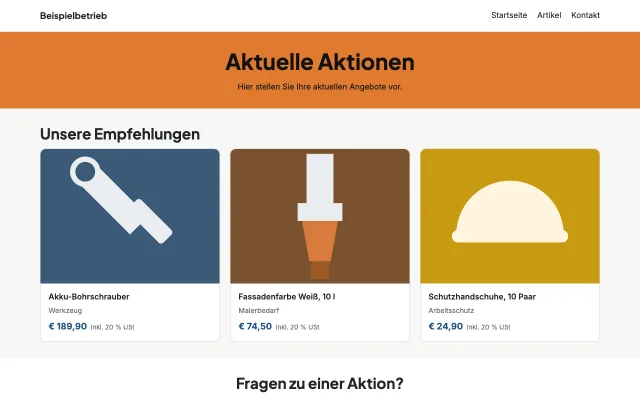 Beispielbetrieb
Startseite Artikel Kontakt
Aktuelle Aktionen
Hier stellen Sie Ihre aktuellen Angebote vor.
Unsere Empfehlungen
Akku-Bohrschrauber
Werkzeug
€ 189,90 inkl. 20 % USt
Fassadenfarbe Weiß, 10 l
Malerbedarf
€ 74,50 inkl. 20 % USt
Schutzhandschuhe, 10 Paar
Arbeitsschutz
€ 24,90 inkl. 20 % USt
Fragen zu einer Aktion?